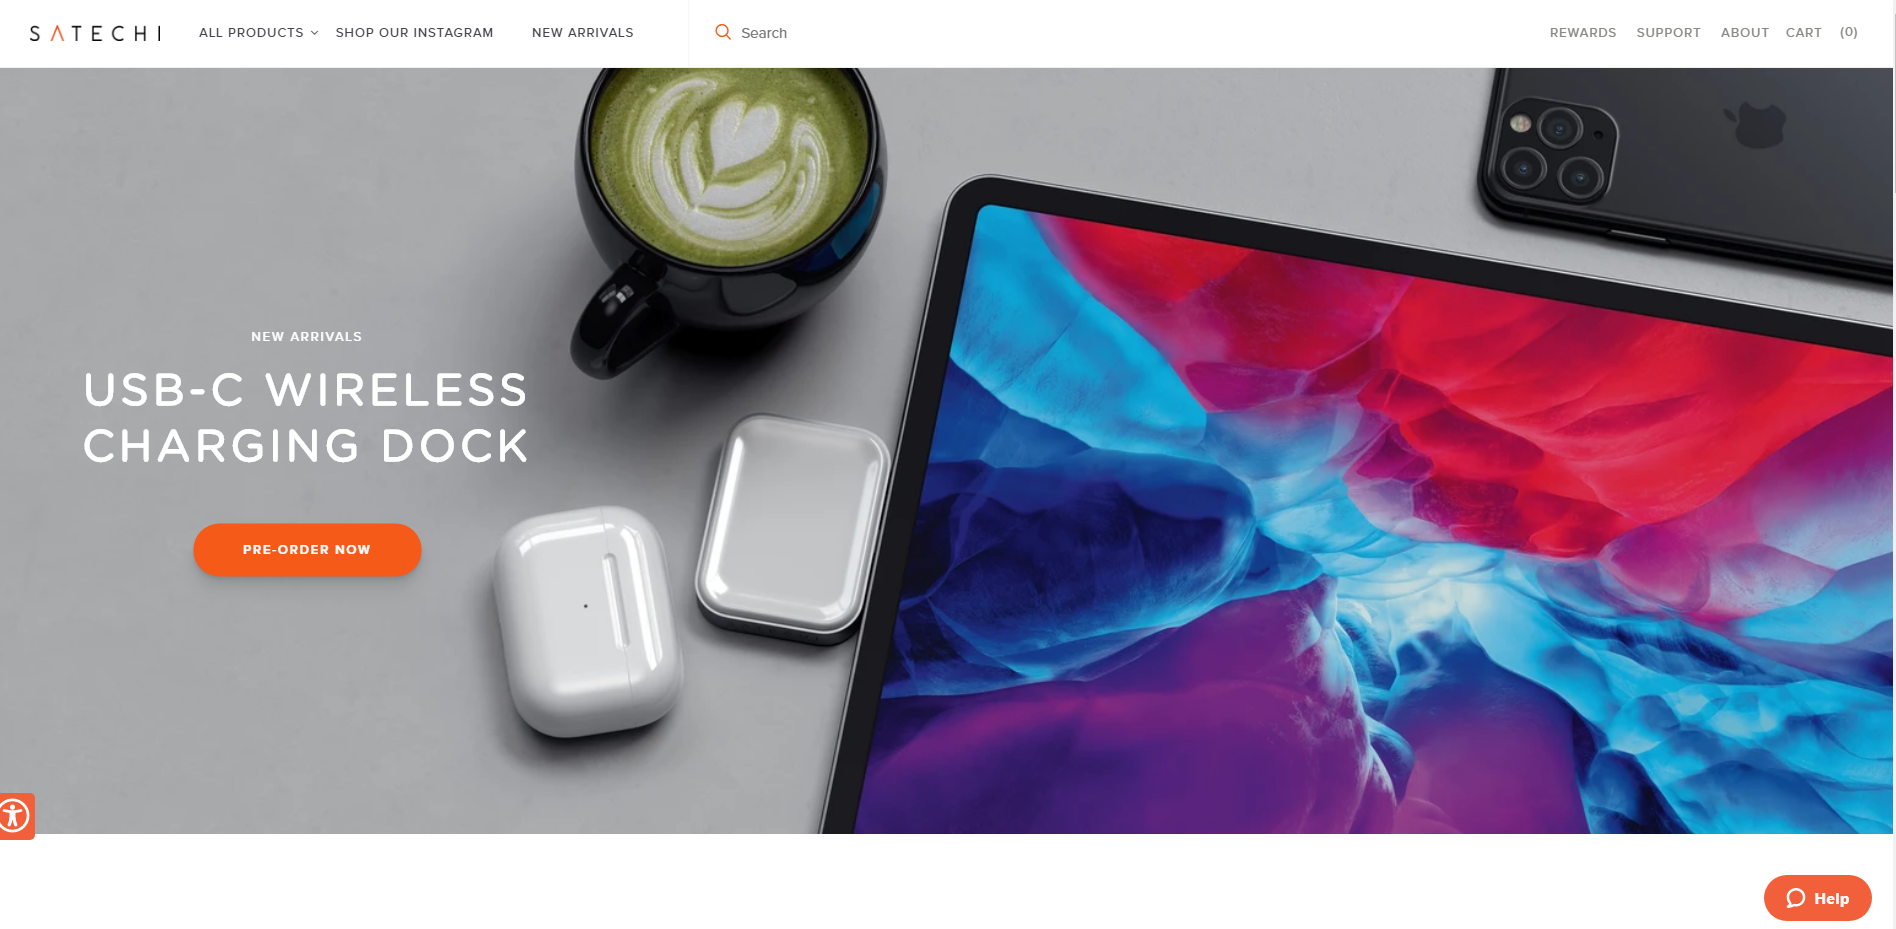 SATECHI
ALL PRODUCTS
SHOP OUR INSTAGRAM
NEW ARRIVALS
Search
REWARDS
SUPPORT
ABOUT
CART (0)
NEW ARRIVALS
USB-C WIRELESS
CHARGING DOCK
PRE-ORDER NOW
Help